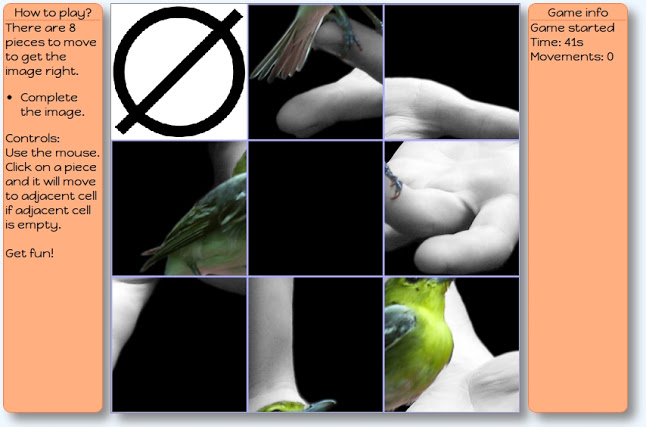 How to play?
There are 8
pieces to move
to get the
image right.
• Complete
the image.
Controls:
Use the mouse.
Click on a piece
and it will move
to adjacent cell
if adjacent cell
is empty.
Get fun!
Game info
Game started
Time: 41s
Movements: 0